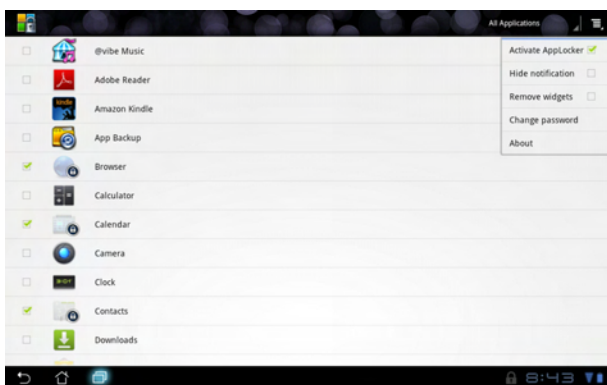 All Applications
@vibe Music
Activate AppLocker
Adobe Reader
Hide notification
Amazon Kindle
Remove widgets
Change password
App Backup
About
Browser
Calculator
Calendar
Camera
Clock
Contacts
Downloads
8:43